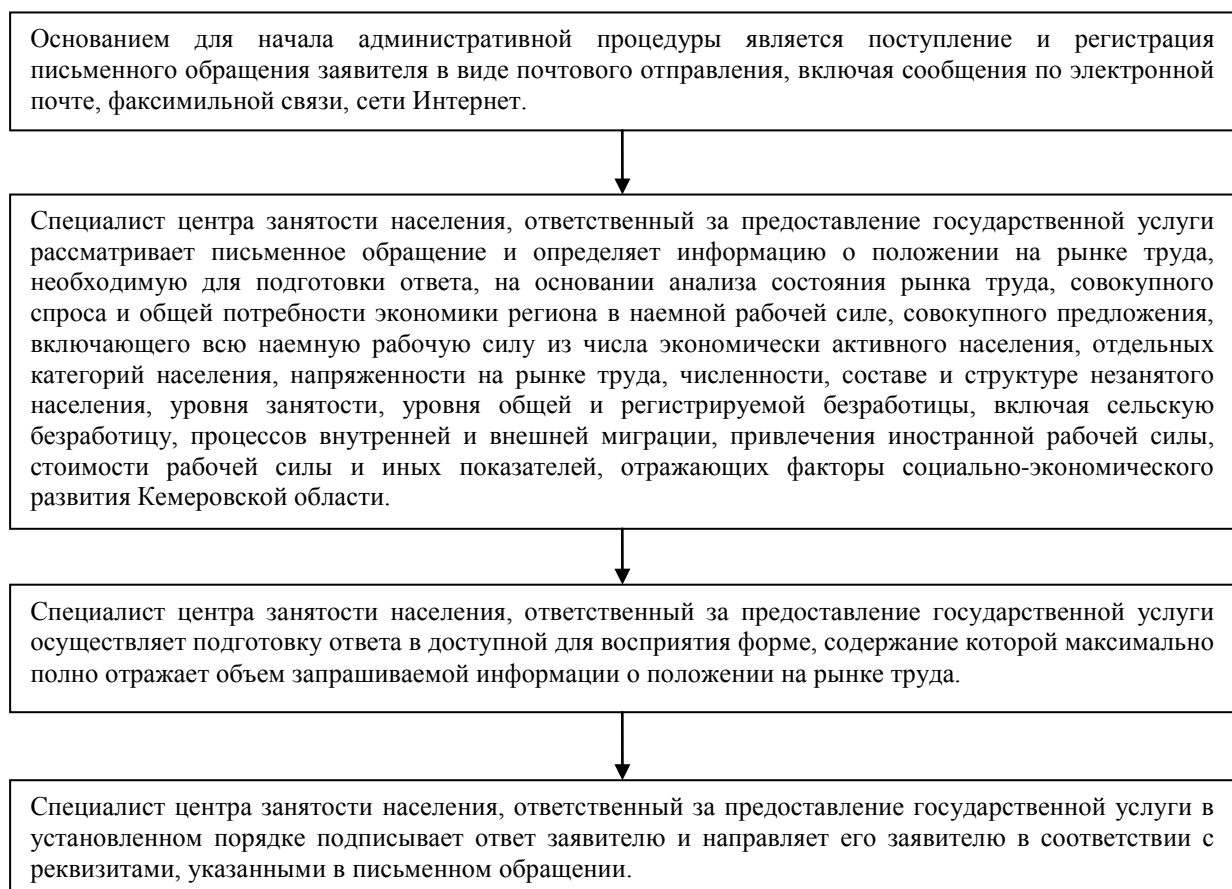 Основанием для начала административной процедуры является поступление и регистрация
письменного обращения заявителя в виде почтового отправления, включая сообщения по электронной
почте, факсимильной связи, сети Интернет.
Специалист центра занятости населения, ответственный за предоставление государственной услуги
рассматривает письменное обращение и определяет информацию о положении на рынке труда,
необходимую для подготовки ответа, на основании анализа состояния рынка труда, совокупного
спроса и общей потребности экономики региона в наемной рабочей силе, совокупного предложения,
включающего всю наемную рабочую силу из числа экономически активного населения, отдельных
категорий населения, напряженности на рынке труда, численности, составе и структуре незанятого
населения, уровня занятости, уровня общей и регистрируемой безработицы, включая сельскую
безработицу, процессов внутренней и внешней миграции, привлечения иностранной рабочей силы,
стоимости рабочей силы и иных показателей, отражающих факторы социально-экономического
развития Кемеровской области.
Специалист центра занятости населения, ответственный за предоставление государственной услуги
осуществляет подготовку ответа в доступной для восприятия форме, содержание которой максимально
полно отражает объем запрашиваемой информации о положении на рынке труда.
Специалист центра занятости населения, ответственный за предоставление государственной услуги в
установленном порядке подписывает ответ заявителю и направляет его заявителю в соответствии с
реквизитами, указанными в письменном обращении.